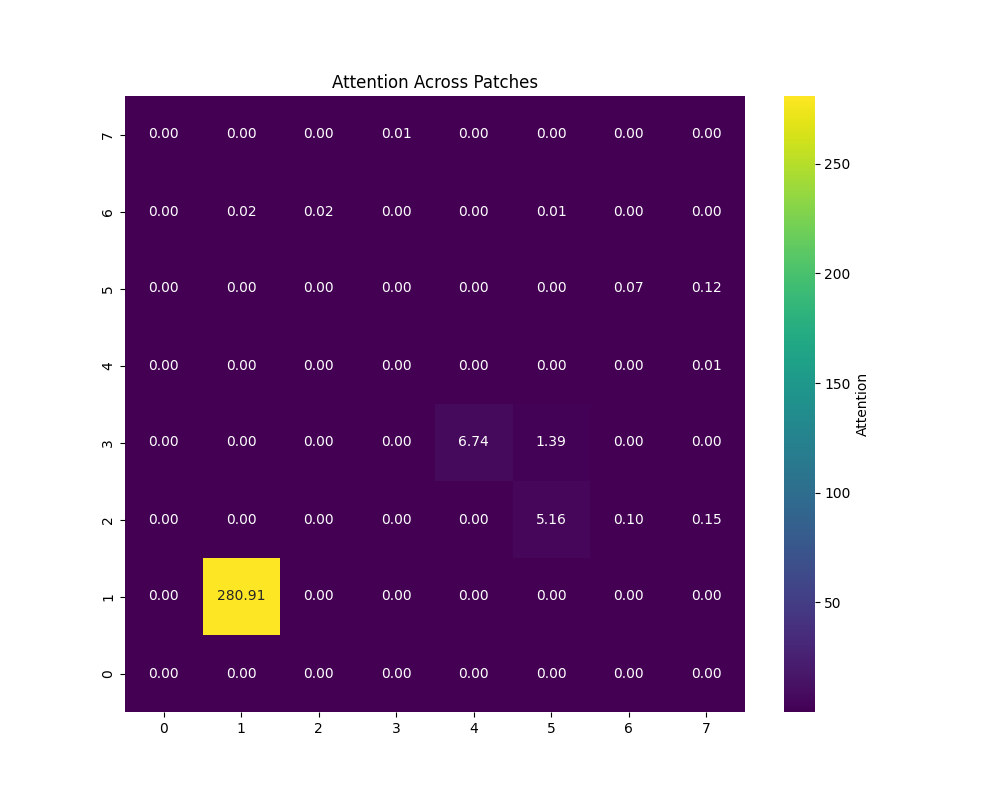 Attention Across Patches
7 0.00 0.00 0.00 0.01 0.00 0.00 0.00 0.00
6 0.00 0.02 0.02 0.00 0.00 0.01 0.00 0.00
5 0.00 0.00 0.00 0.00 0.00 0.00 0.07 0.12
4 0.00 0.00 0.00 0.00 0.00 0.00 0.00 0.01
3 0.00 0.00 0.00 0.00 6.74 1.39 0.00 0.00
2 0.00 0.00 0.00 0.00 0.00 5.16 0.10 0.15
1 0.00 280.91 0.00 0.00 0.00 0.00 0.00 0.00
0 0.00 0.00 0.00 0.00 0.00 0.00 0.00 0.00
0 1 2 3 4 5 6 7
250
200
150
100
50
Attention